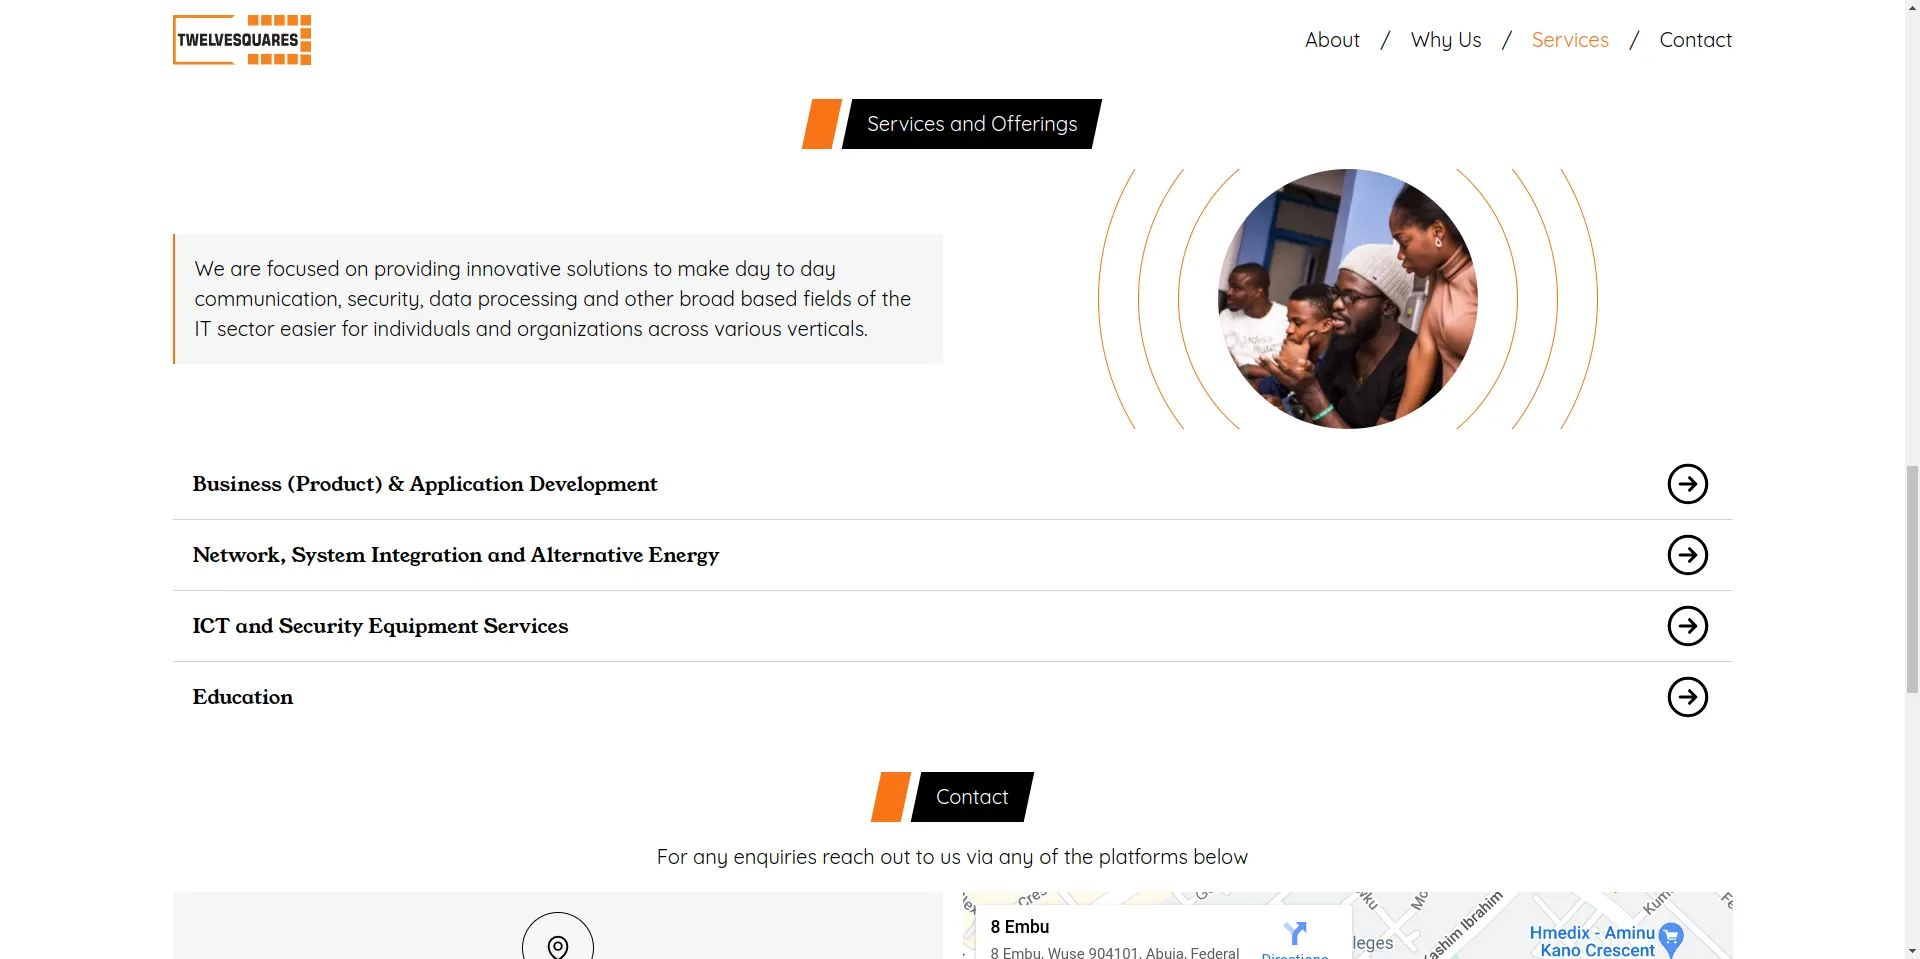 TWELVESQUARES
About / Why Us / Services / Contact
Services and Offerings
We are focused on providing innovative solutions to make day to day
communication, security, data processing and other broad based fields of the
IT sector easier for individuals and organizations across various verticals.
Business (Product) & Application Development
Network, System Integration and Alternative Energy
ICT and Security Equipment Services
Education
Contact
For any enquiries reach out to us via any of the platforms below
8 Embu
8 Embu, Wuse 904101, Abuja, Federal
Directions
Hmedix - Aminu
Kano Crescent